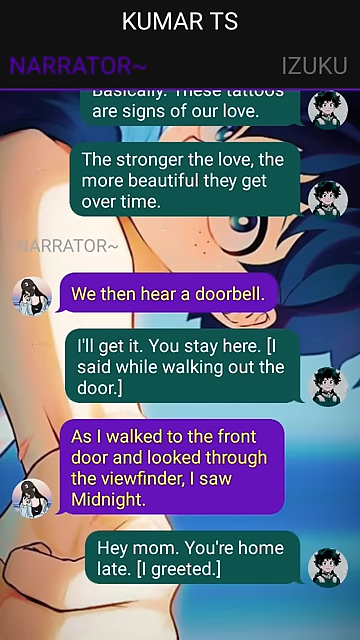 KUMAR TS
NARRATOR~
IZUKU
Basically. These tattoos
are signs of our love.
The stronger the love, the
more beautiful they get
over time.
NARRATOR~
We then hear a doorbell.
I'll get it. You stay here. [I
said while walking out the
door.]
As I walked to the front
door and looked through
the viewfinder, I saw
Midnight.
Hey mom. You're home
late. [I greeted.]